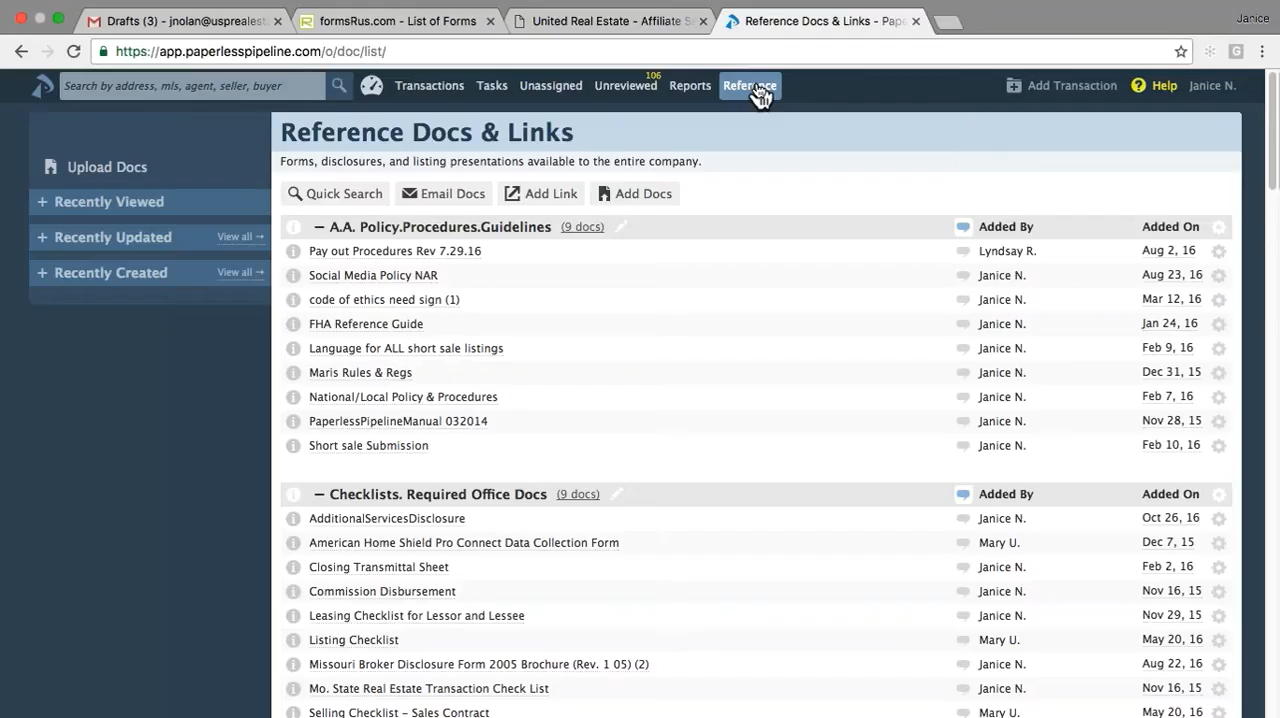 Drafts (3) - jnolan@usprealest
formsRus.com - List of Forms
United Real Estate - Affiliate S
Reference Docs & Links - Pape
Janice
https://app.paperlesspipeline.com/o/doc/list/
Search by address, mls, agent, seller, buyer
Transactions
Tasks
Unassigned
Unreviewed
106
Reports
Reference
Add Transaction
Help
Janice N.
Upload Docs
+ Recently Viewed
+ Recently Updated View all →
+ Recently Created View all →
Reference Docs & Links
Forms, disclosures, and listing presentations available to the entire company.
Quick Search Email Docs Add Link Add Docs
− A.A. Policy.Procedures.Guidelines (9 docs) Added By Added On
Pay out Procedures Rev 7.29.16 Lyndsay R. Aug 2, 16
Social Media Policy NAR Janice N. Aug 23, 16
code of ethics need sign (1) Janice N. Mar 12, 16
FHA Reference Guide Janice N. Jan 24, 16
Language for ALL short sale listings Janice N. Feb 9, 16
Maris Rules & Regs Janice N. Dec 31, 15
National/Local Policy & Procedures Janice N. Feb 7, 16
PaperlessPipelineManual 032014 Janice N. Nov 28, 15
Short sale Submission Janice N. Feb 10, 16
− Checklists. Required Office Docs (9 docs) Added By Added On
AdditionalServicesDisclosure Janice N. Oct 26, 16
American Home Shield Pro Connect Data Collection Form Mary U. Dec 7, 15
Closing Transmittal Sheet Janice N. Feb 2, 16
Commission Disbursement Janice N. Nov 16, 15
Leasing Checklist for Lessor and Lessee Janice N. Nov 29, 15
Listing Checklist Mary U. May 20, 16
Missouri Broker Disclosure Form 2005 Brochure (Rev. 1 05) (2) Janice N. Aug 22, 16
Mo. State Real Estate Transaction Check List Janice N. Nov 16, 15
Selling Checklist - Sales Contract Mary U. May 20, 16